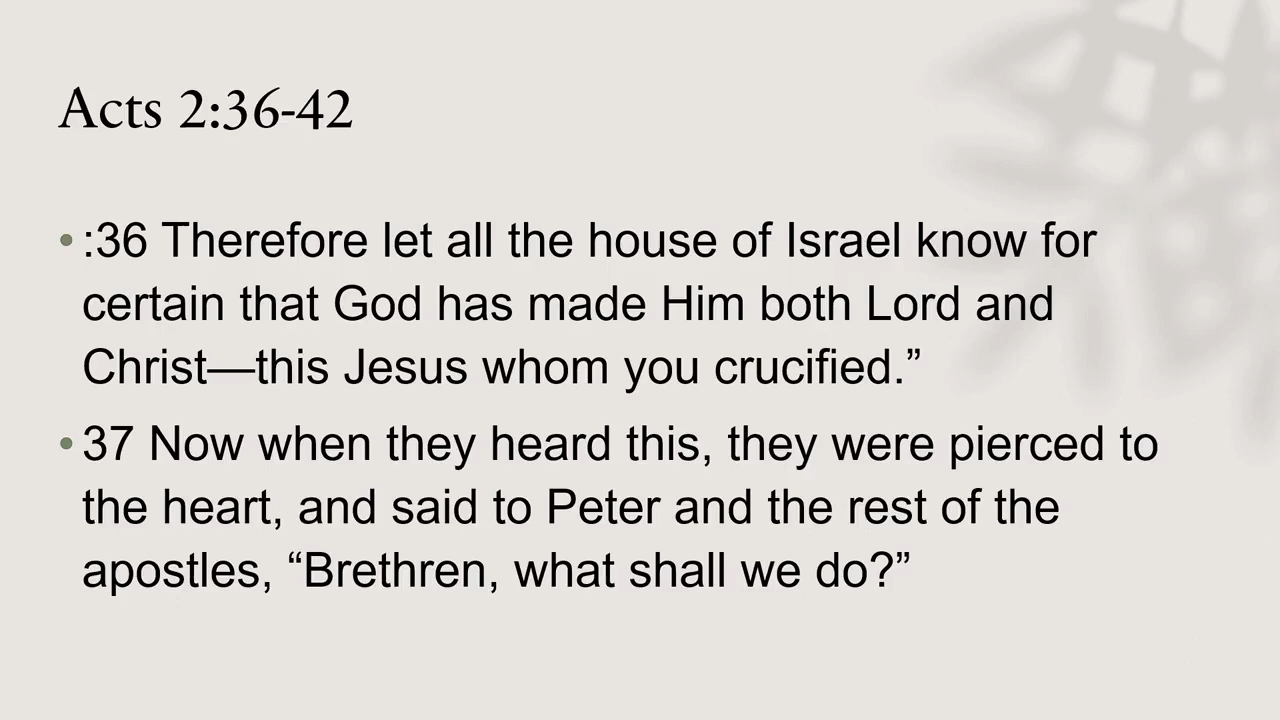 Acts 2:36-42
• :36 Therefore let all the house of Israel know for
certain that God has made Him both Lord and
Christ—this Jesus whom you crucified.”
• 37 Now when they heard this, they were pierced to
the heart, and said to Peter and the rest of the
apostles, “Brethren, what shall we do?”